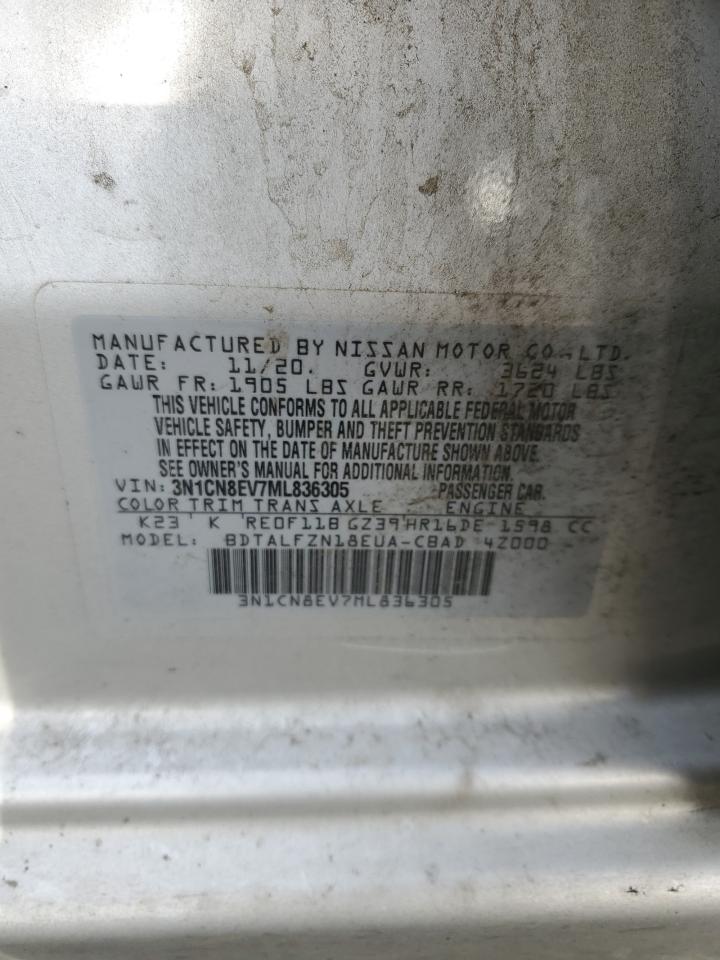 MANUFACTURED BY NISSAN MOTOR CO.,LTD.
DATE: 11/20. GVWR: 3624 LBS
GAWR FR: 1905 LBS GAWR RR: 1720 LBS
THIS VEHICLE CONFORMS TO ALL APPLICABLE FEDERAL MOTOR
VEHICLE SAFETY, BUMPER AND THEFT PREVENTION STANDARDS
IN EFFECT ON THE DATE OF MANUFACTURE SHOWN ABOVE.
SEE OWNER'S MANUAL FOR ADDITIONAL INFORMATION.
VIN: 3N1CN8EV7ML836305 PASSENGER CAR.
COLOR TRIM TRANS AXLE ENGINE
K23 K RE0F11B GZ39 HR16DE-1598 CC
MODEL: BDTALFZN18EUA-CBAD 4Z000
3N1CN8EV7ML836305